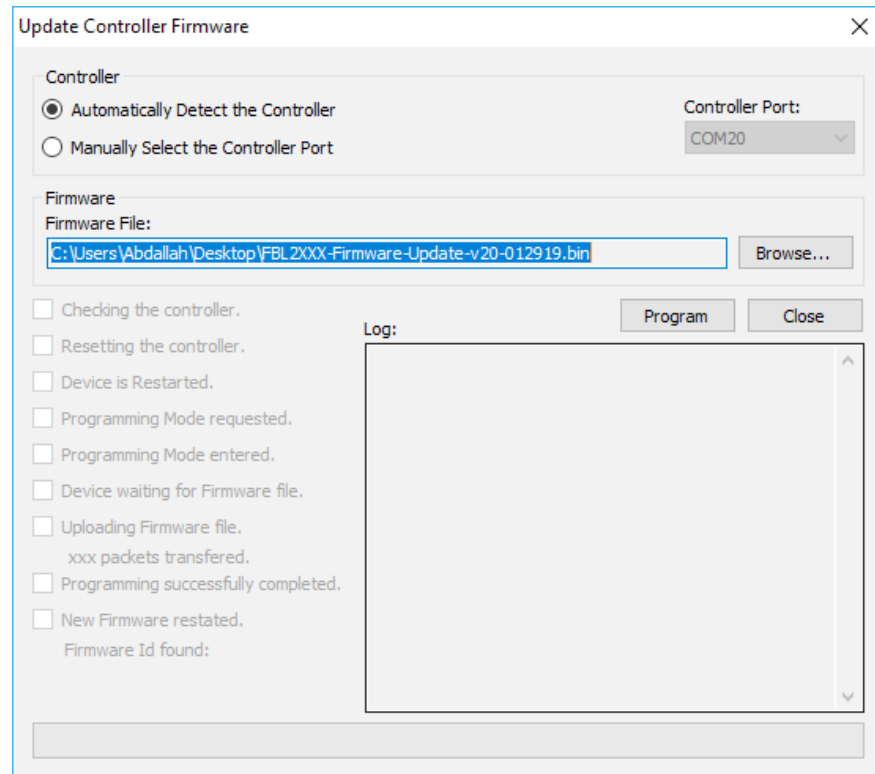 Update Controller Firmware
Controller
Automatically Detect the Controller
Manually Select the Controller Port
Controller Port:
COM20
Firmware
Firmware File:
C:\Users\Abdallah\Desktop\FBL2XXX-Firmware-Update-v20-012919.bin
Browse...
Program
Close
Checking the controller.
Resetting the controller.
Device is Restarted.
Programming Mode requested.
Programming Mode entered.
Device waiting for Firmware file.
Uploading Firmware file.
xxx packets transfered.
Programming successfully completed.
New Firmware restated.
Firmware Id found:
Log: